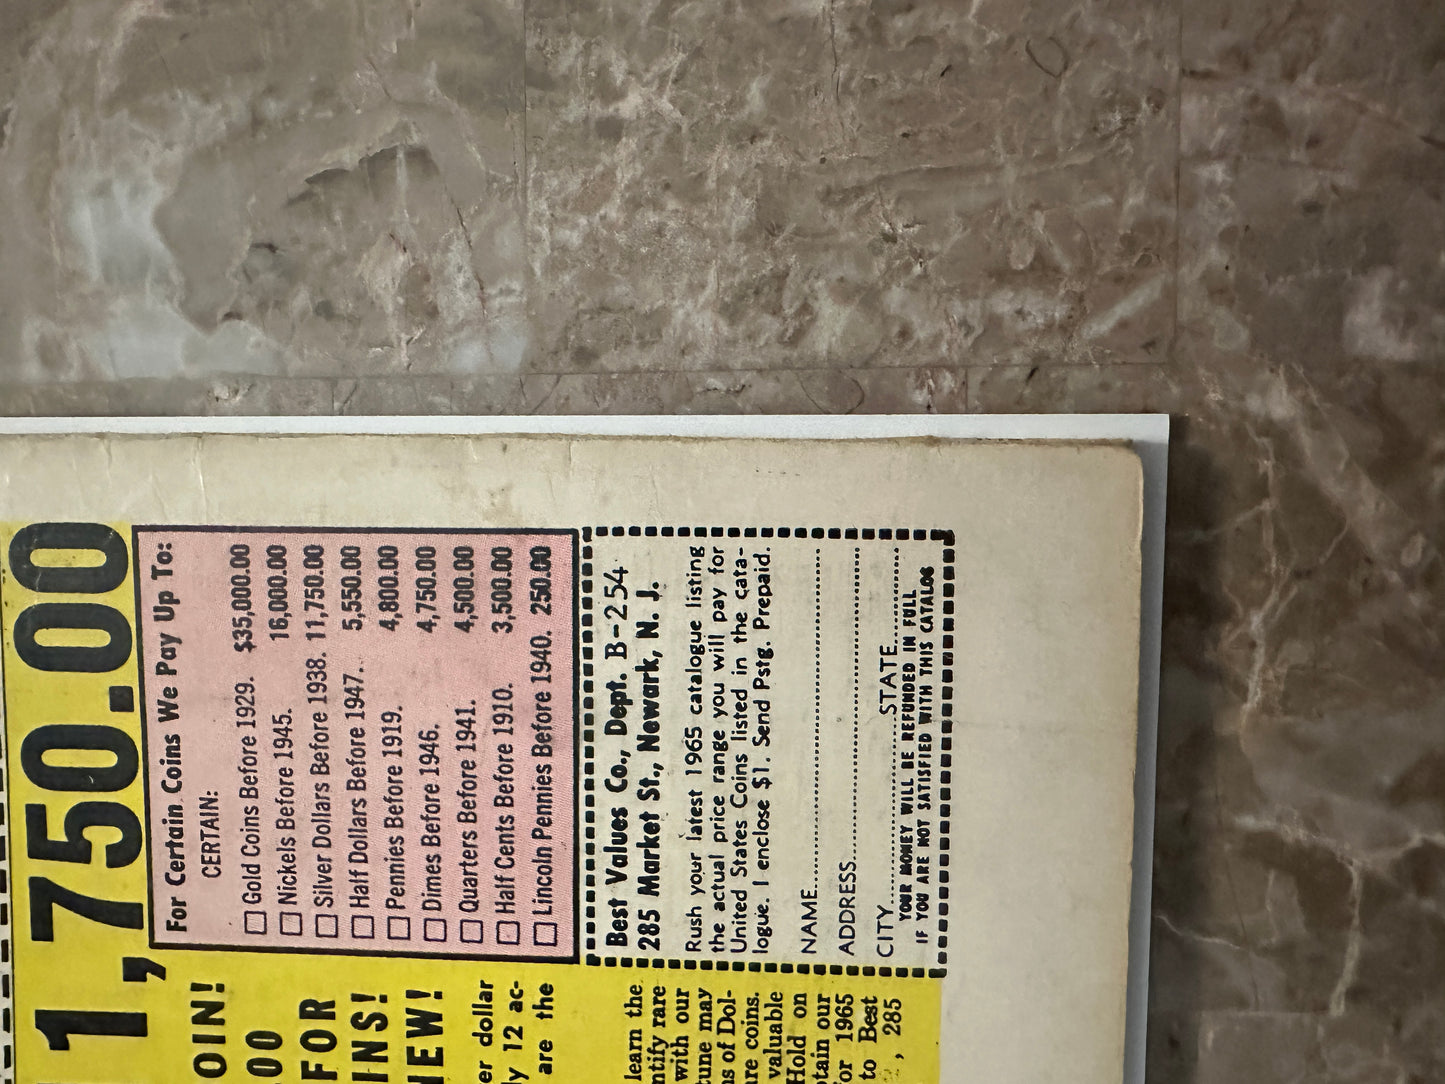 1,750.00
OIN!
00
FOR
INS!
NEW!
er dollar
y 12 ac-
are the
learn the
ntify rare
with our
tune may
ns of Dol-
are coins.
valuable
Hold on
otain our
or 1965
to Best
, 285
For Certain Coins We Pay Up To:
CERTAIN:
Gold Coins Before 1929. $35,000.00
Nickels Before 1945. 16,000.00
Silver Dollars Before 1938. 11,750.00
Half Dollars Before 1947.. 5,550.00
Pennies Before 1919. 4,800.00
Dimes Before 1946. 4,750.00
Quarters Before 1941. 4,500.00
Half Cents Before 1910. 3,500.00
Lincoln Pennies Before 1940. 250.00
Best Values Co., Dept. B-254
285 Market St., Newark, N. J.
Rush your latest 1965 catalogue listing
the actual price range you will pay for
United States Coins listed in the cata-
logue. I enclose $1. Send Pstg. Prepaid.
NAME
ADDRESS
CITY STATE
YOUR MONEY WILL BE REFUNDED IN FULL
IF YOU ARE NOT SATISFIED WITH THIS CATALOG